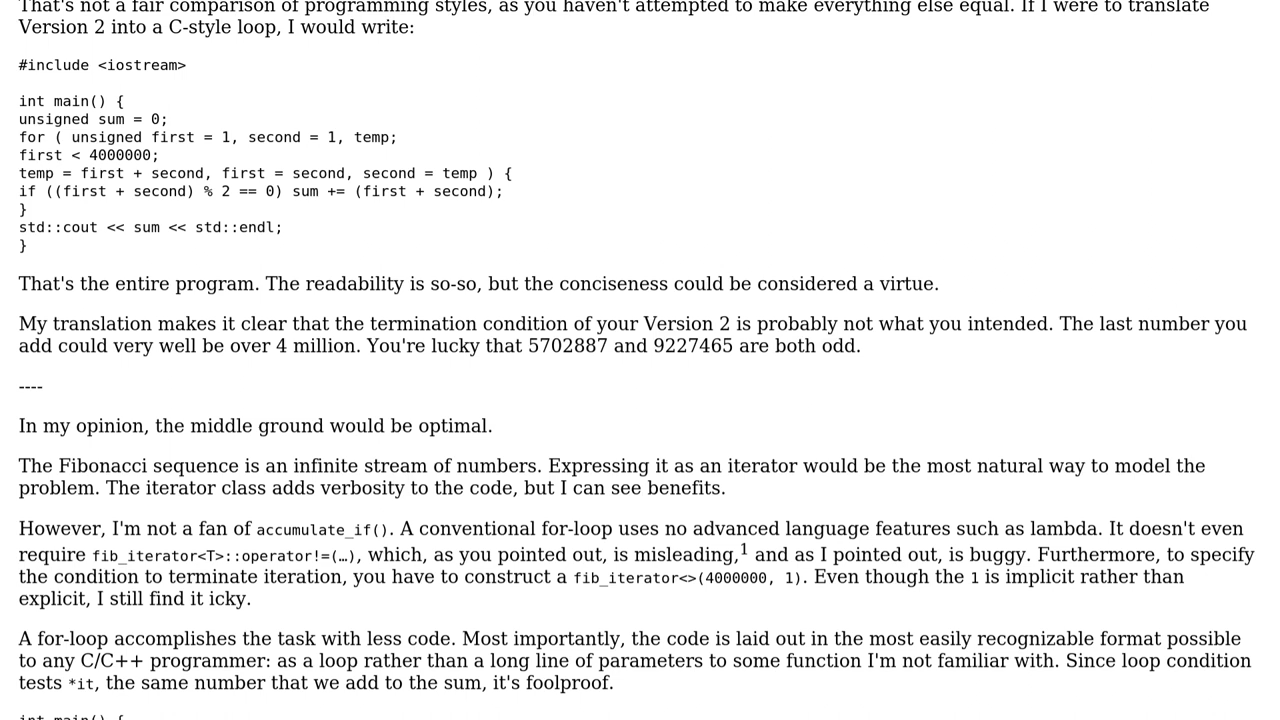 That's not a fair comparison of programming styles, as you haven't attempted to make everything else equal. If I were to translate
Version 2 into a C-style loop, I would write:
#include <iostream>
int main() {
unsigned sum = 0;
for ( unsigned first = 1, second = 1, temp;
first < 4000000;
temp = first + second, first = second, second = temp ) {
if ((first + second) % 2 == 0) sum += (first + second);
}
std::cout << sum << std::endl;
}
That's the entire program. The readability is so-so, but the conciseness could be considered a virtue.
My translation makes it clear that the termination condition of your Version 2 is probably not what you intended. The last number you
add could very well be over 4 million. You're lucky that 5702887 and 9227465 are both odd.
----
In my opinion, the middle ground would be optimal.
The Fibonacci sequence is an infinite stream of numbers. Expressing it as an iterator would be the most natural way to model the
problem. The iterator class adds verbosity to the code, but I can see benefits.
However, I'm not a fan of accumulate_if(). A conventional for-loop uses no advanced language features such as lambda. It doesn't even
require fib_iterator<T>::operator!=(…), which, as you pointed out, is misleading,1 and as I pointed out, is buggy. Furthermore, to specify
the condition to terminate iteration, you have to construct a fib_iterator<>(4000000, 1). Even though the 1 is implicit rather than
explicit, I still find it icky.
A for-loop accomplishes the task with less code. Most importantly, the code is laid out in the most easily recognizable format possible
to any C/C++ programmer: as a loop rather than a long line of parameters to some function I'm not familiar with. Since loop condition
tests *it, the same number that we add to the sum, it's foolproof.
int main() {